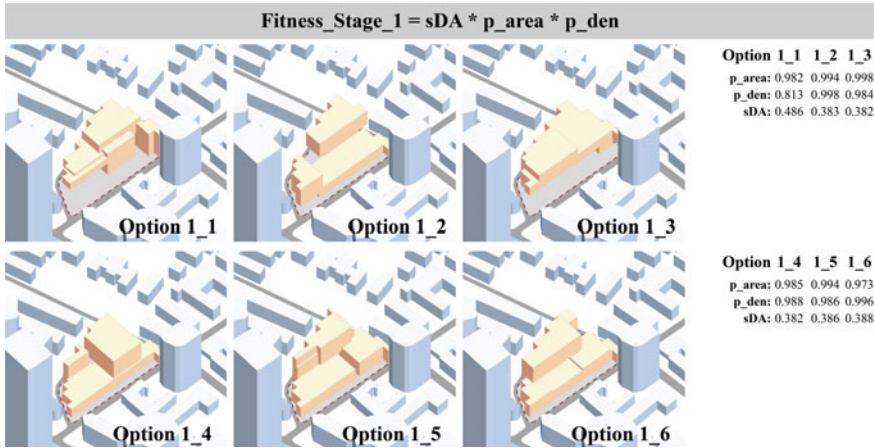 Fitness_Stage_1 = sDA * p_area * p_den
Option 1_1 1_2 1_3
p_area: 0.982 0.994 0.998
p_den: 0.813 0.998 0.984
sDA: 0.486 0.383 0.382
Option 1_1
Option 1_2
Option 1_3
Option 1_4 1_5 1_6
p_area: 0.985 0.994 0.973
p_den: 0.988 0.986 0.996
sDA: 0.382 0.386 0.388
Option 1_4
Option 1_5
Option 1_6